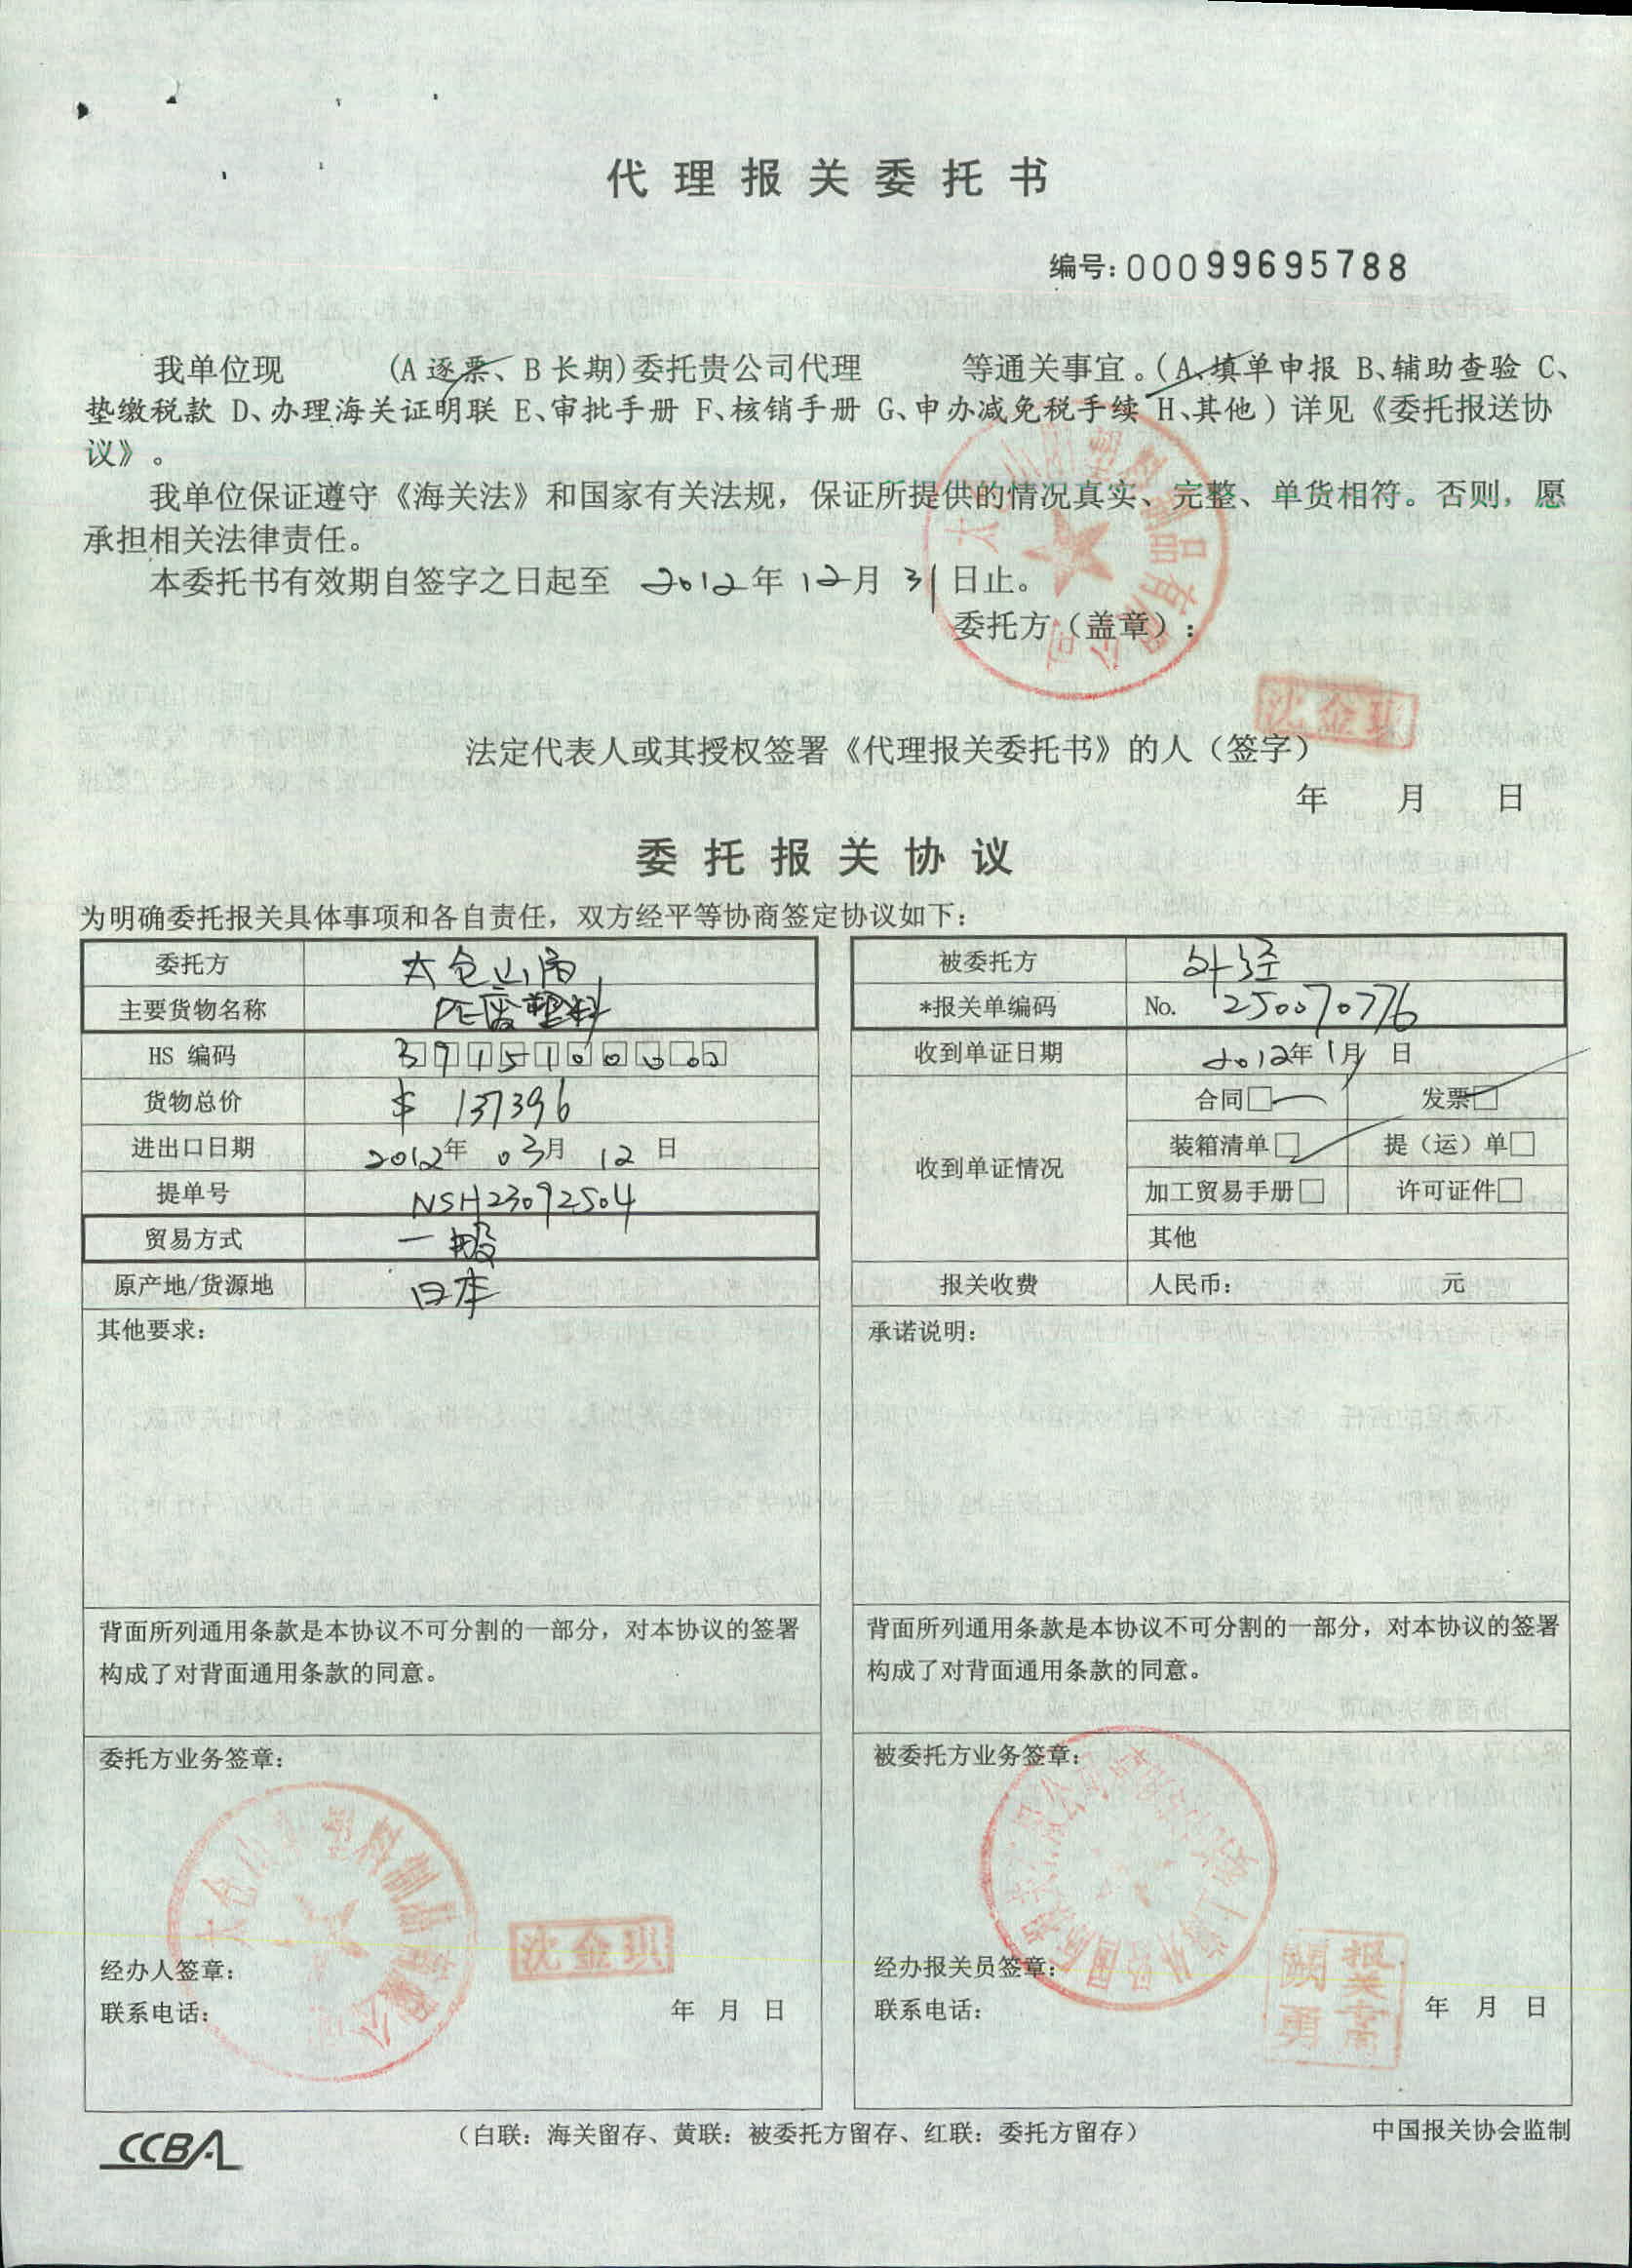 代理报关委托书
编号:00099695788
我单位现 (A 逐票、B 长期)委托贵公司代理 等通关事宜。(A、填单申报 B、辅助查验 C、
垫缴税款 D、办理海关证明联 E、审批手册 F、核销手册 G、申办减免税手续 H、其他)详见《委托报送协
议》。
我单位保证遵守《海关法》和国家有关法规，保证所提供的情况真实、完整、单货相符。否则，愿
承担相关法律责任。
本委托书有效期自签字之日起至 2012年 12月 31日止。
委托方（盖章）:
沈金
法定代表人或其授权签署《代理报关委托书》的人（签字）
年 月 日
委托报关协议
为明确委托报关具体事项和各自责任，双方经平等协商签定协议如下:
委托方 太仓山
主要货物名称 PE废塑料
HS 编码 3915100000
货物总价 $ 137396
进出口日期 2012年 03月 12日
提单号 NSH23092504
贸易方式 一般
原产地/货源地 日本
其他要求:
背面所列通用条款是本协议不可分割的一部分，对本协议的签署
构成了对背面通用条款的同意。
委托方业务签章:
太仓 塑料制品有限公司
沈金
经办人签章:
联系电话: 年 月 日
被委托方 外经
*报关单编码 No. 250070776
收到单证日期 2012年1月 日
收到单证情况
合同□ 发票□
装箱清单□ 提（运）单□
加工贸易手册□ 许可证件□
其他
报关收费 人民币: 元
承诺说明:
背面所列通用条款是本协议不可分割的一部分，对本协议的签署
构成了对背面通用条款的同意。
被委托方业务签章:
经办报关员签章:
报关专
勇
联系电话: 年 月 日
CCBA
（白联: 海关留存、黄联: 被委托方留存、红联: 委托方留存）
中国报关协会监制